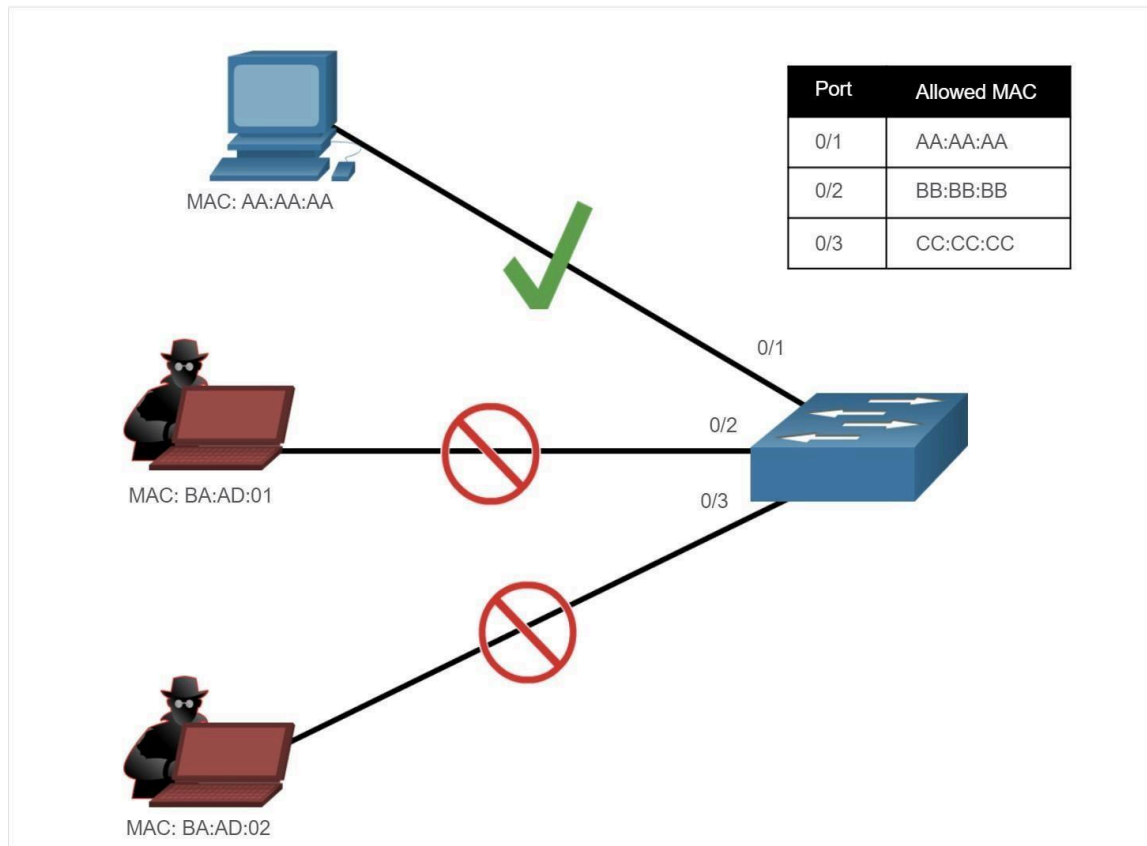 Port Allowed MAC
0/1 AA:AA:AA
0/2 BB:BB:BB
0/3 CC:CC:CC
MAC: AA:AA:AA
0/1
0/2
MAC: BA:AD:01
0/3
MAC: BA:AD:02